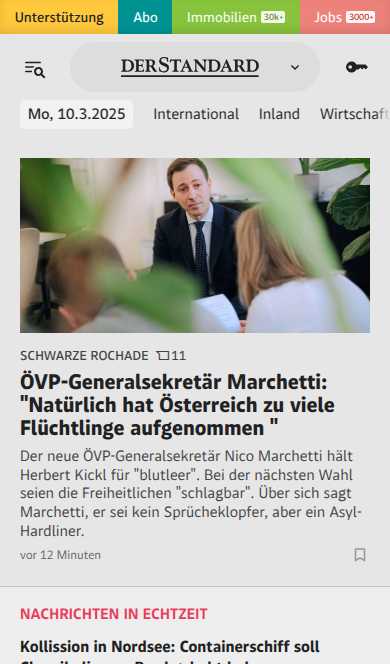 Unterstützung Abo Immobilien 30k+ Jobs 3000+
DERSTANDARD
Mo, 10.3.2025 International Inland Wirtschaft
SCHWARZE ROCHADE 11
ÖVP-Generalsekretär Marchetti:
"Natürlich hat Österreich zu viele
Flüchtlinge aufgenommen "
Der neue ÖVP-Generalsekretär Nico Marchetti hält
Herbert Kickl für "blutleer". Bei der nächsten Wahl
seien die Freiheitlichen "schlagbar". Über sich sagt
Marchetti, er sei kein Sprücheklopfer, aber ein Asyl-
Hardliner.
vor 12 Minuten
NACHRICHTEN IN ECHTZEIT
Kollission in Nordsee: Containerschiff soll